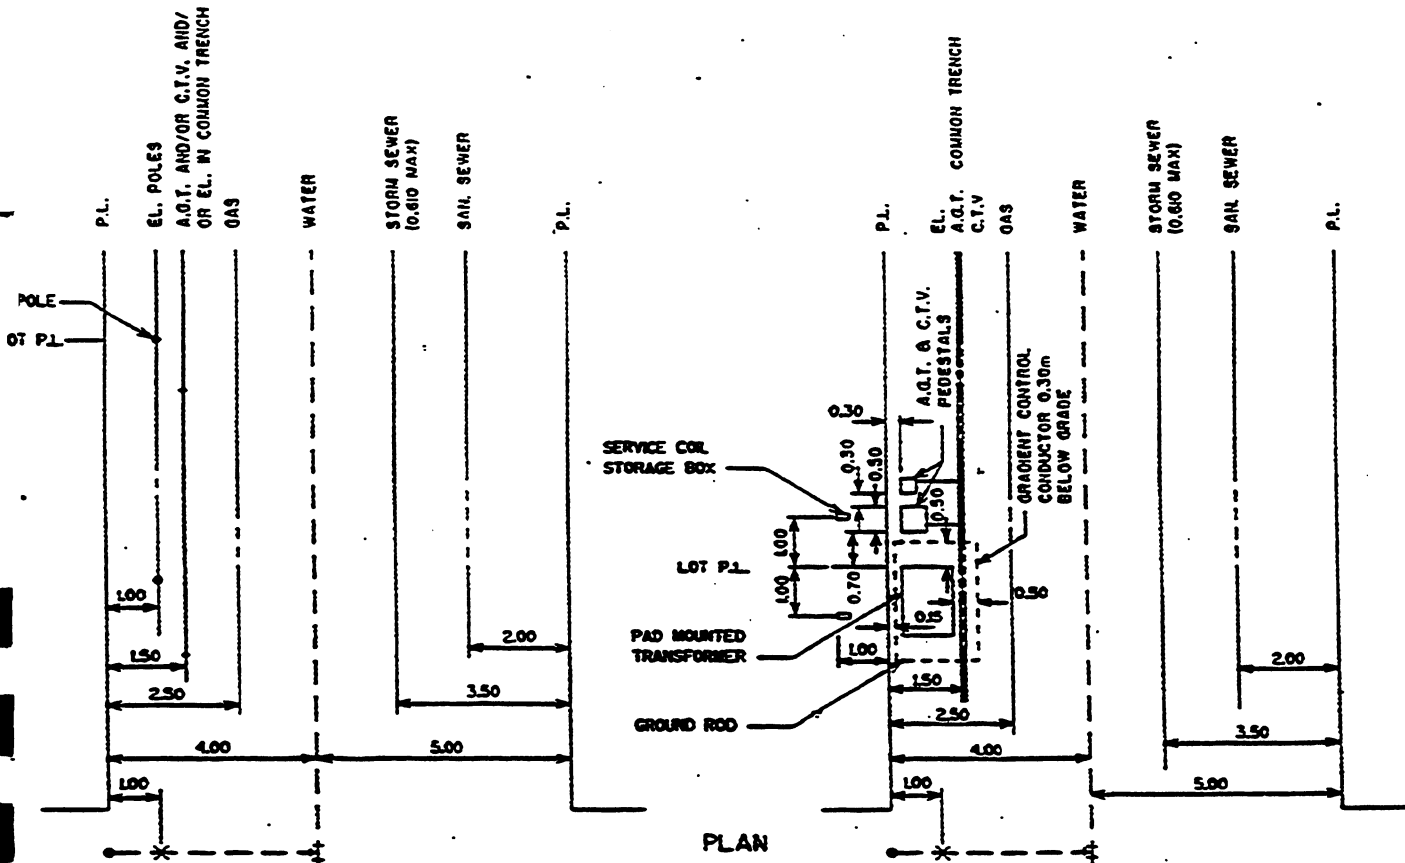 P.L.
EL. POLES
A.G.T. AND/OR C.T.V. AND/
OR EL. IN COMMON TRENCH
GAS
WATER
STORM SEWER
(0.610 MAX)
SAN. SEWER
P.L.
POLE
OT P.L.
1.00
1.50
2.50
2.00
3.50
4.00
5.00
1.00
P.L.
EL.
A.G.T. COMMON TRENCH
C.T.V
GAS
WATER
STORM SEWER
(0.610 MAX)
SAN. SEWER
P.L.
A.G.T. & C.T.V.
PEDESTALS
GRADIENT CONTROL
CONDUCTOR 0.30m
BELOW GRADE
0.30
SERVICE COIL
STORAGE BOX
0.30
0.50
0.50
1.00
LOT P.L.
1.00
0.70
0.50
0.15
PAD MOUNTED
TRANSFORMER
1.00
1.50
2.00
GROUND ROD
2.50
3.50
4.00
5.00
1.00
PLAN